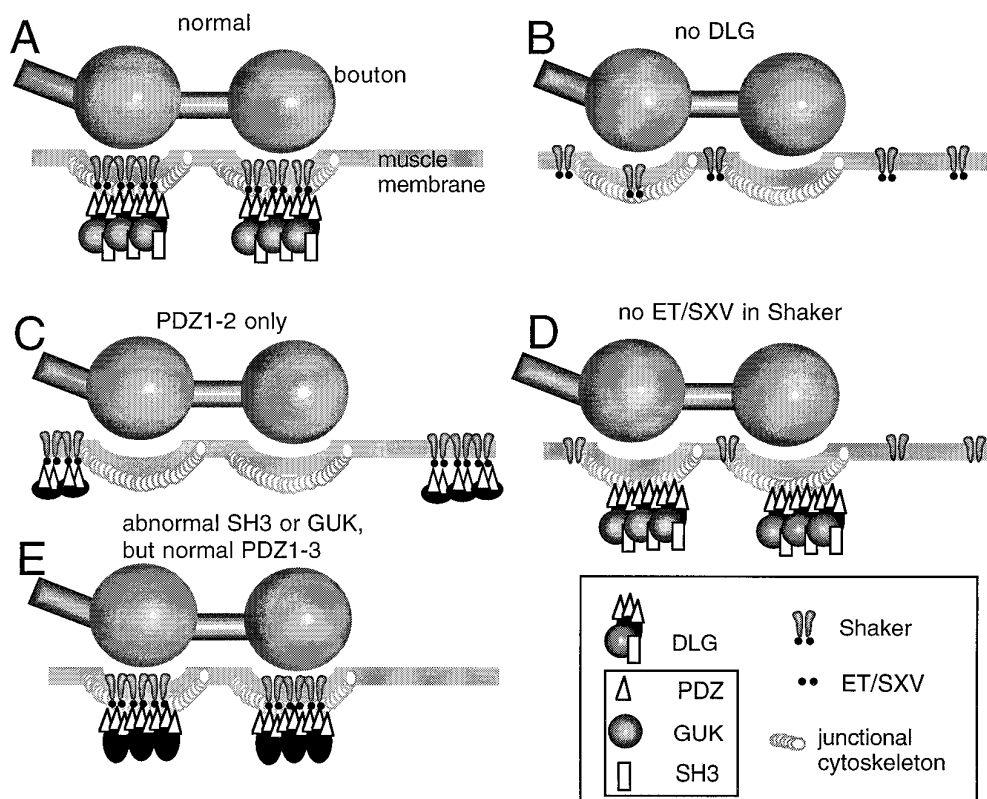 A
normal
bouton
muscle
membrane
B
no DLG
C
PDZ1-2 only
D
no ET/SXV in Shaker
E
abnormal SH3 or GUK,
but normal PDZ1-3
DLG
PDZ
GUK
SH3
Shaker
ET/SXV
junctional
cytoskeleton